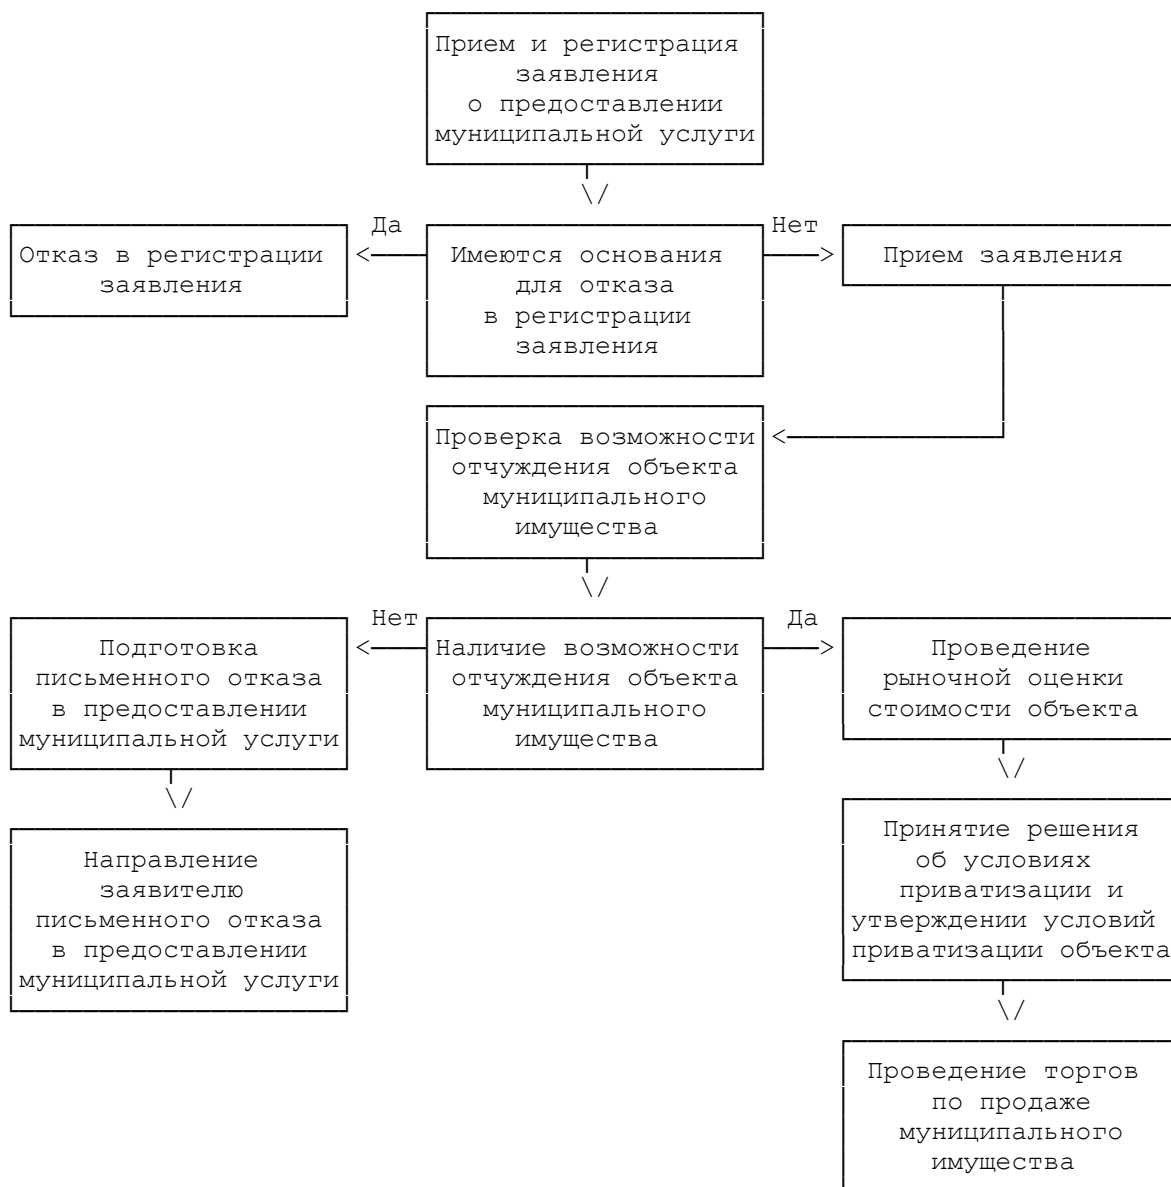 Прием и регистрация
заявления
о предоставлении
муниципальной услуги
Да
Нет
Отказ в регистрации
заявления
Имеются основания
для отказа
в регистрации
заявления
Прием заявления
Проверка возможности
отчуждения объекта
муниципального
имущества
Нет
Да
Подготовка
письменного отказа
в предоставлении
муниципальной услуги
Наличие возможности
отчуждения объекта
муниципального
имущества
Проведение
рыночной оценки
стоимости объекта
Направление
заявителю
письменного отказа
в предоставлении
муниципальной услуги
Принятие решения
об условиях
приватизации и
утверждении условий
приватизации объекта
Проведение торгов
по продаже
муниципального
имущества